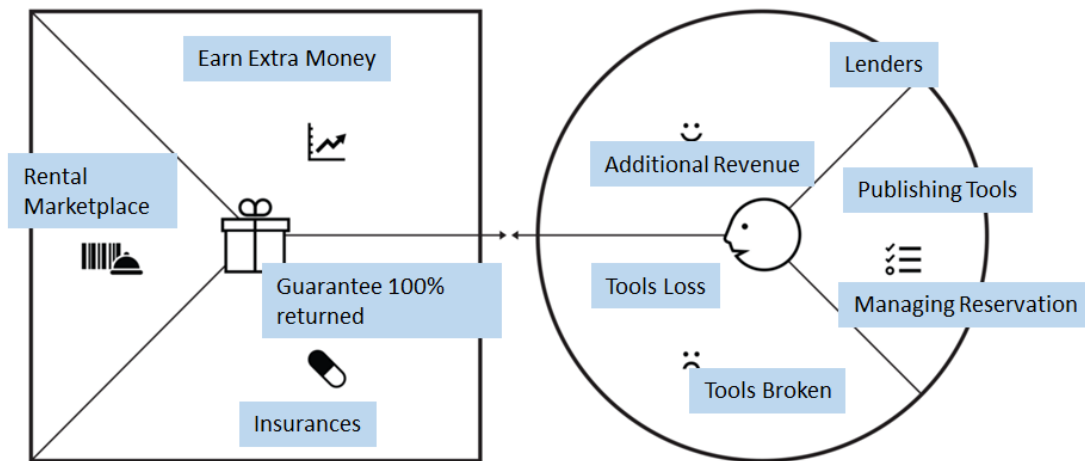 Earn Extra Money
Rental
Marketplace
Guarantee 100%
returned
Insurances
Lenders
Additional Revenue
Publishing Tools
Tools Loss
Managing Reservation
Tools Broken